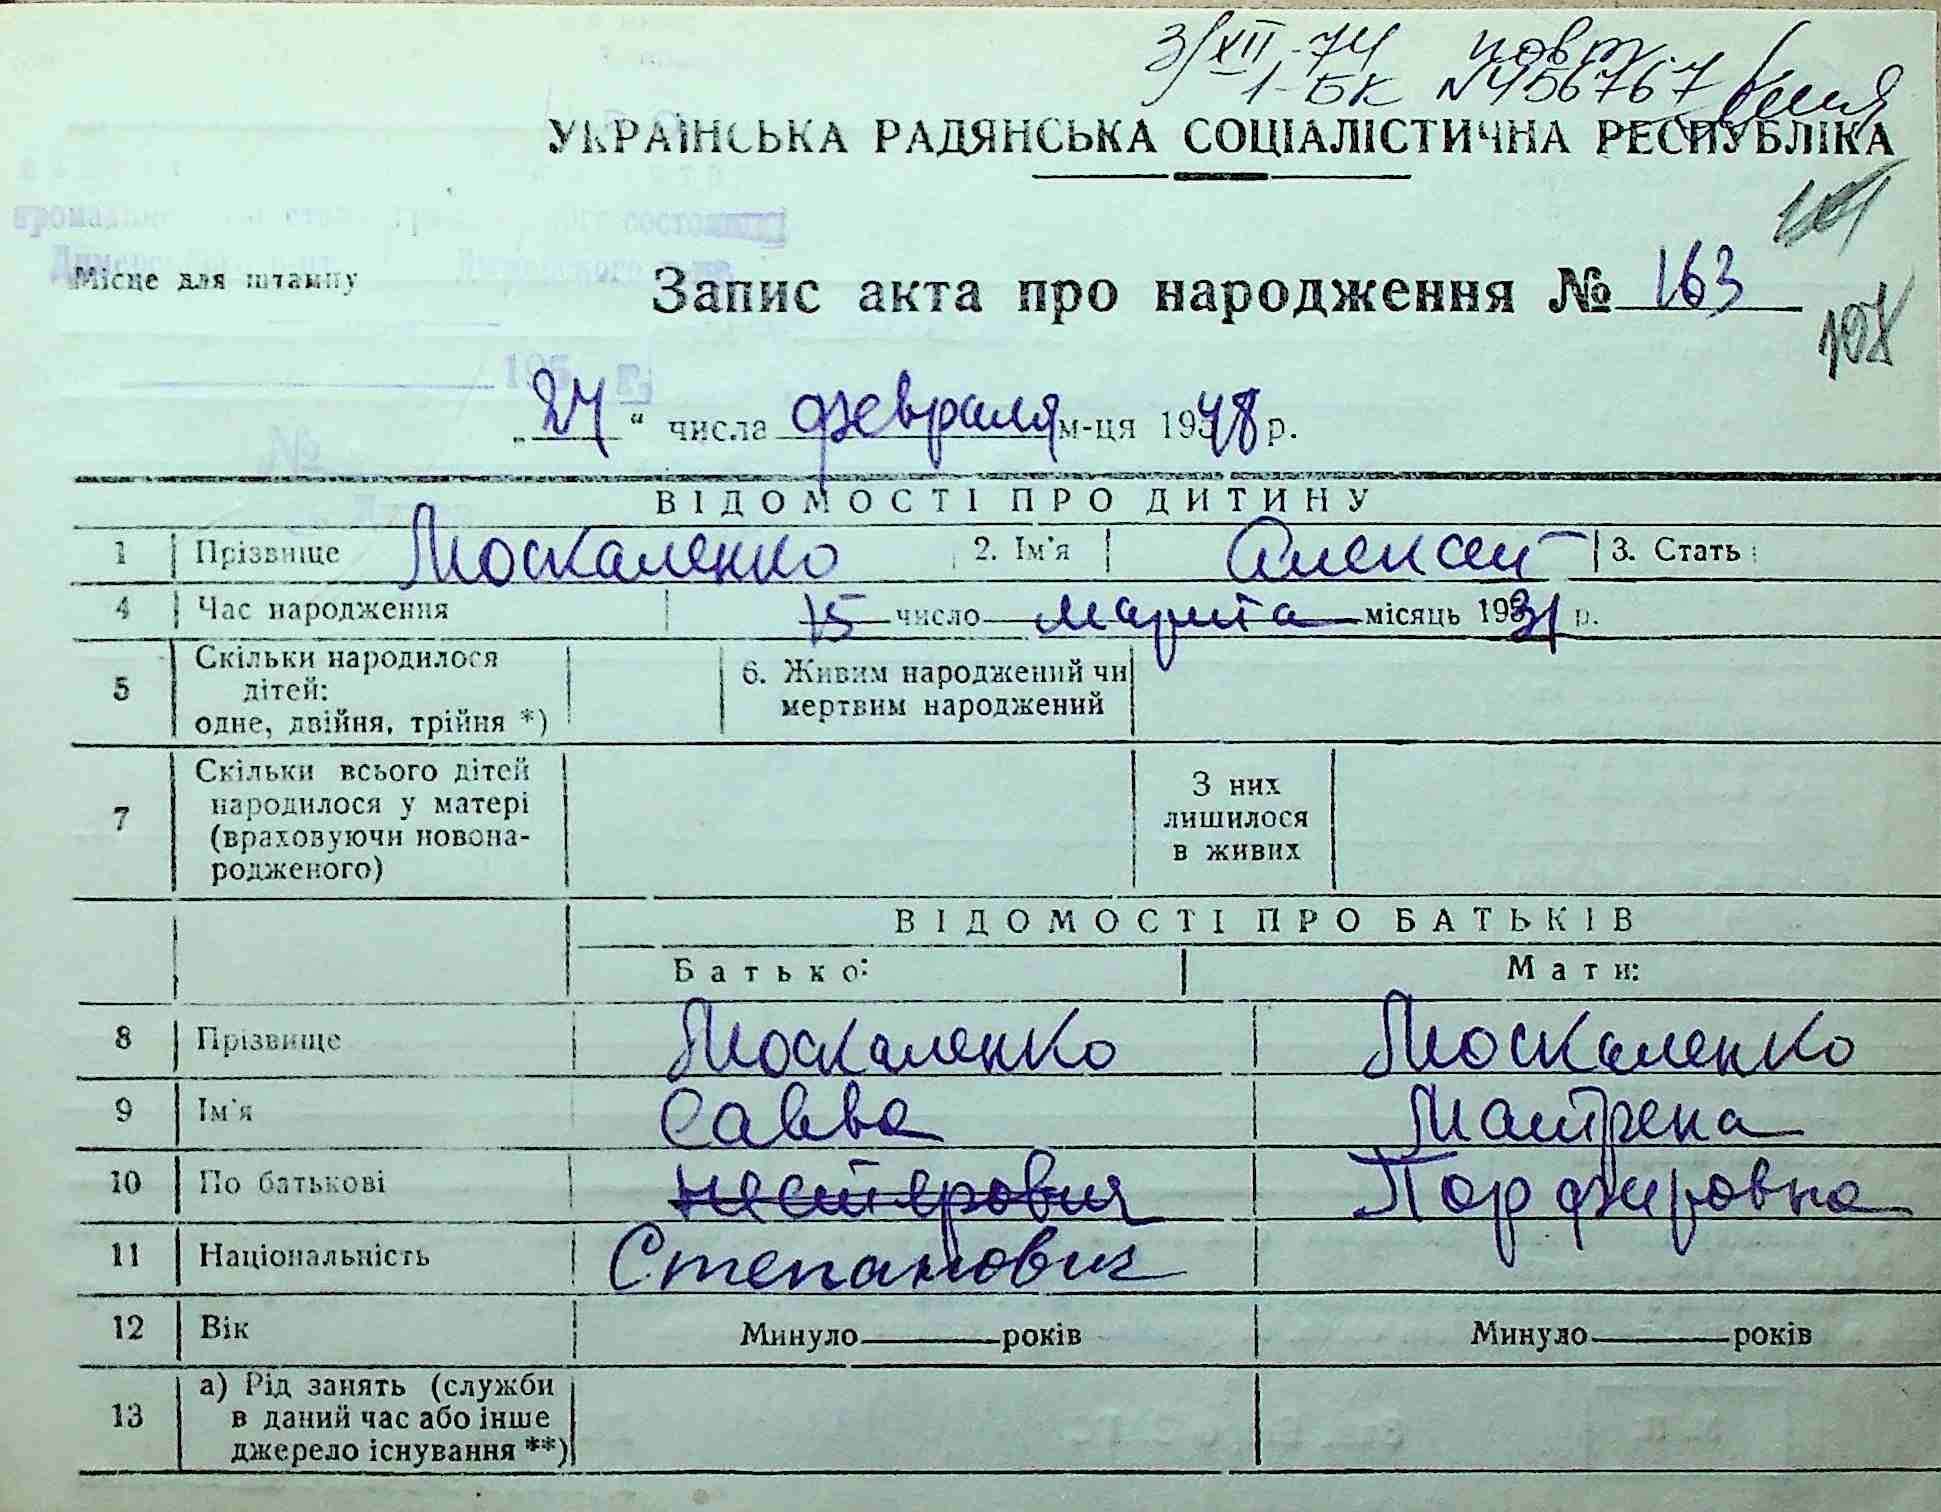 3/XII-74 повт.
1-БК №456767
УКРАЇНСЬКА РАДЯНСЬКА СОЦІАЛІСТИЧНА РЕСПУБЛІКА
Місце для штампу
Запис акта про народження № 163
107
„24“ числа февраля м-ця 1948 р.
ВІДОМОСТІ ПРО ДИТИНУ
1 Прізвище Москаленко 2. Ім'я Алексей 3. Стать
4 Час народження 15 число марта місяць 1931 р.
5 Скільки народилося дітей: одне, двійня, трійня *) 6. Живим народжений чи мертвим народжений
7 Скільки всього дітей народилося у матері (враховуючи новона-родженого) З них лишилося в живих
ВІДОМОСТІ ПРО БАТЬКІВ
Батько: Мати:
8 Прізвище Москаленко Москаленко
9 Ім'я Савва Матрена
10 По батькові Нестерович Порфировна
11 Національність Степанович
12 Вік Минуло років Минуло років
13 а) Рід занять (служби в даний час або інше джерело існування **)